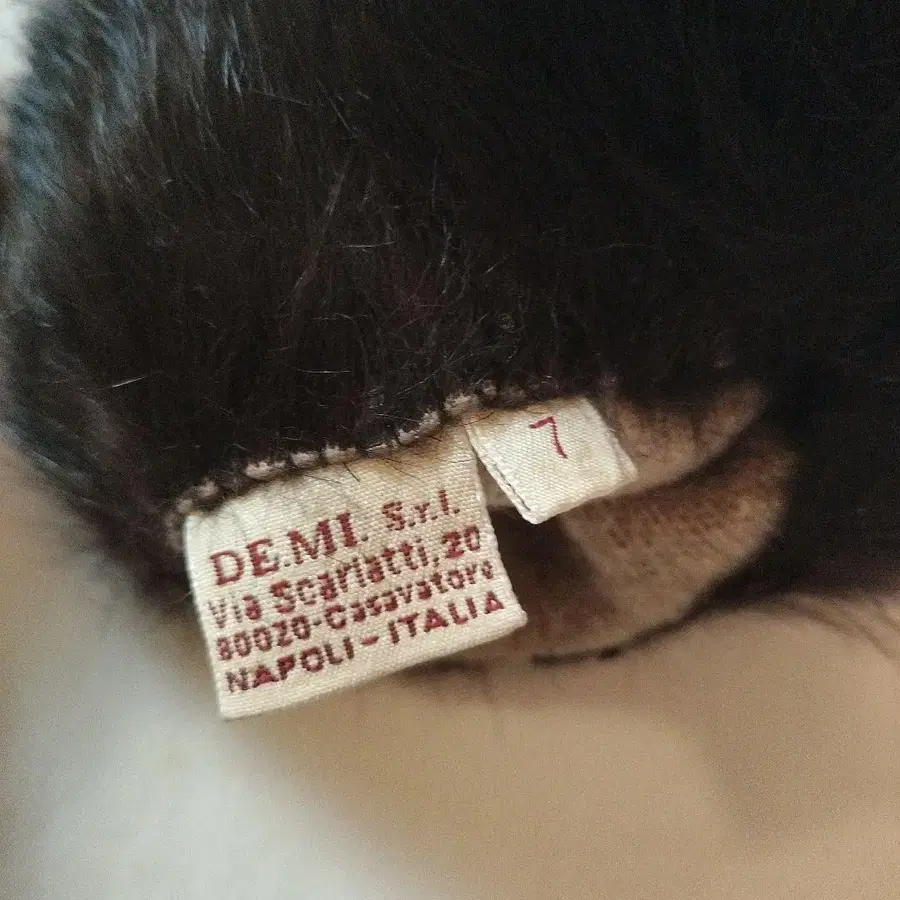 DE.MI. S.r.l.
Via Scarlatti, 20
80020-Casavatore
NAPOLI-ITALIA
7